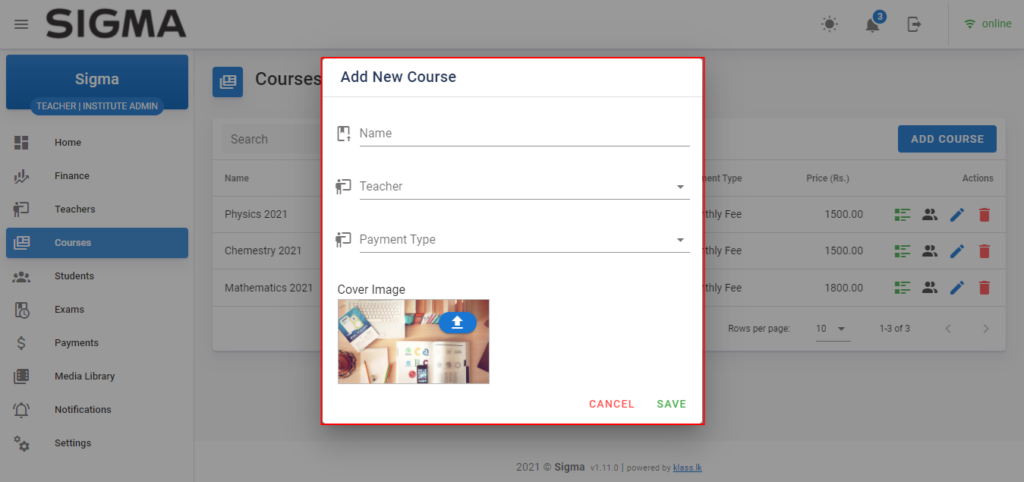 SIGMA
3
online
Sigma
TEACHER | INSTITUTE ADMIN
Home
Finance
Teachers
Courses
Students
Exams
Payments
Media Library
Notifications
Settings
Courses
Search
ADD COURSE
Name
ment Type
Price (Rs.)
Actions
Physics 2021
thly Fee
1500.00
Chemestry 2021
thly Fee
1500.00
Mathematics 2021
thly Fee
1800.00
Rows per page:
10
1-3 of 3
Add New Course
Name
Teacher
Payment Type
Cover Image
CANCEL
SAVE
2021 © Sigma v1.11.0 | powered by klass.lk